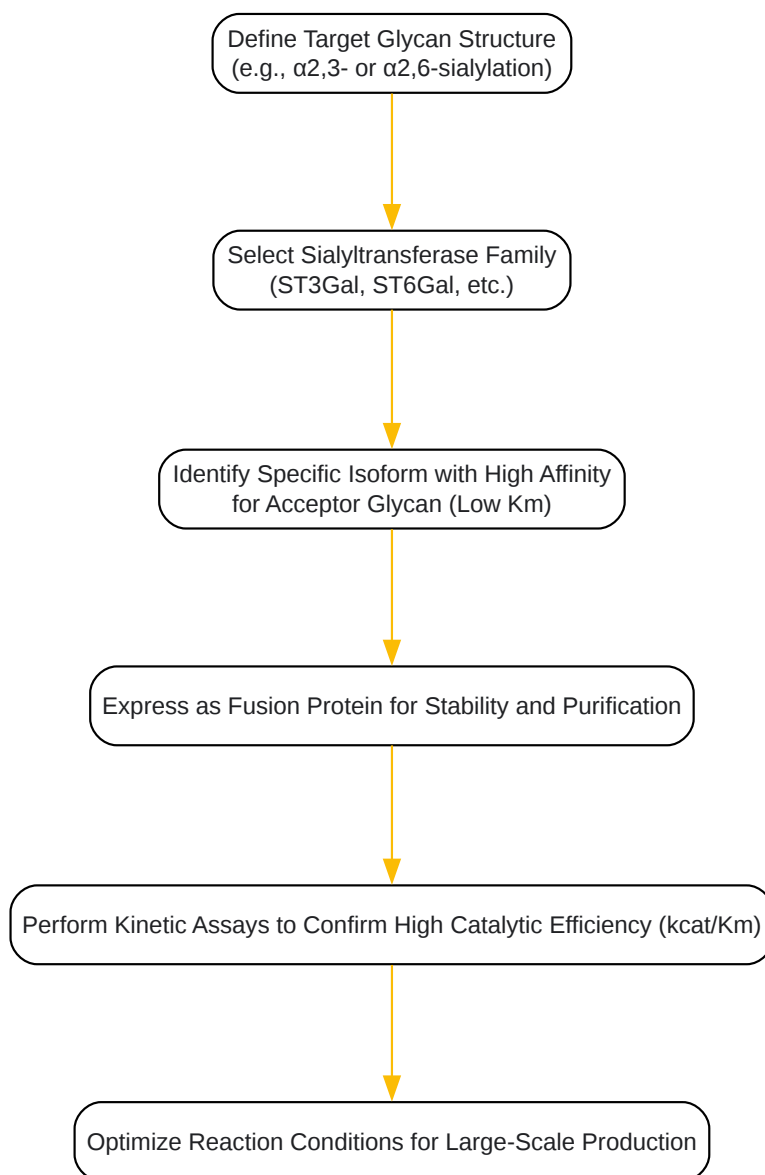 Define Target Glycan Structure
(e.g., α2,3- or α2,6-sialylation)
Select Sialyltransferase Family
(ST3Gal, ST6Gal, etc.)
Identify Specific Isoform with High Affinity
for Acceptor Glycan (Low Km)
Express as Fusion Protein for Stability and Purification
Perform Kinetic Assays to Confirm High Catalytic Efficiency (kcat/Km)
Optimize Reaction Conditions for Large-Scale Production